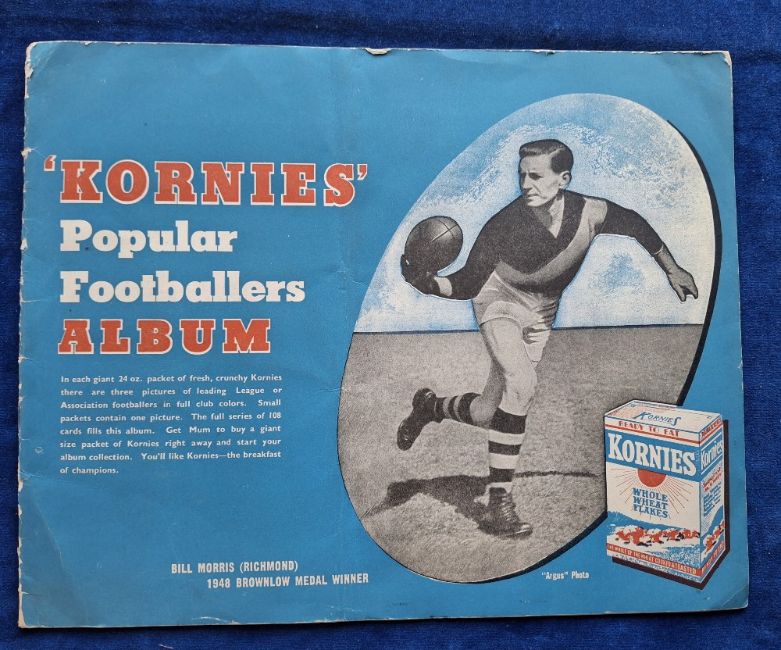 'KORNIES'
Popular
Footballers
ALBUM
In each giant 24 oz. packet of fresh, crunchy Kornies
there are three pictures of leading League or
Association footballers in full club colors. Small
packets contain one picture. The full series of 108
cards fills this album. Get Mum to buy a giant
size packet of Kornies right away and start your
album collection. You'll like Kornies—the breakfast
of champions.
BILL MORRIS (RICHMOND)
1948 BROWNLOW MEDAL WINNER
"Argus" Photo
KORNIES
READY TO EAT
KORNIES
WHOLE
WHEAT
FLAKES
Kornies